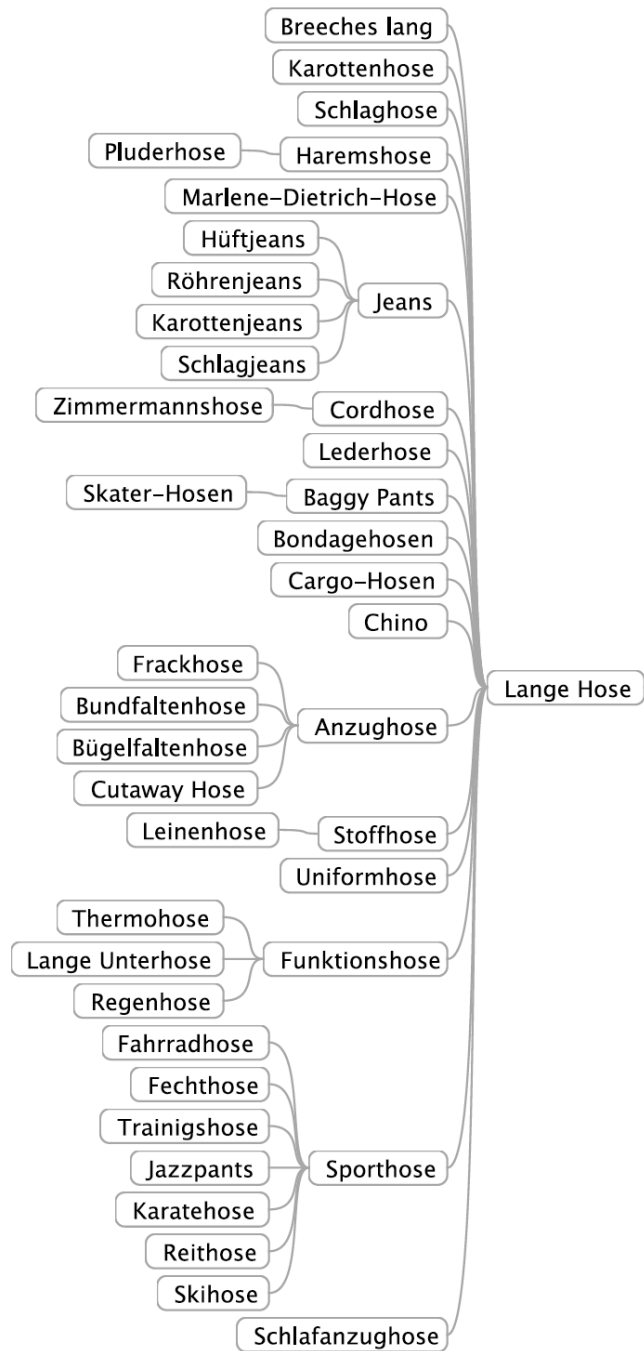 Breeches lang
Karottenhose
Schlaghose
Pluderhose
Haremshose
Marlene-Dietrich-Hose
Hüftjeans
Röhrenjeans
Jeans
Karottenjeans
Schlagjeans
Zimmermannshose
Cordhose
Lederhose
Skater-Hosen
Baggy Pants
Bondagehosen
Cargo-Hosen
Chino
Frackhose
Lange Hose
Bundfaltenhose
Anzughose
Bügelfaltenhose
Cutaway Hose
Leinenhose
Stoffhose
Uniformhose
Thermohose
Lange Unterhose
Funktionshose
Regenhose
Fahrradhose
Fechthose
Trainigshose
Jazzpants
Sporthose
Karatehose
Reithose
Skihose
Schlafanzughose